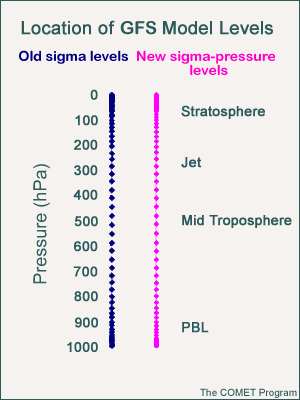 Location of GFS Model Levels
Old sigma levels
New sigma-pressure
levels
Pressure (hPa)
0
100
200
300
400
500
600
700
800
900
1000
Stratosphere
Jet
Mid Troposphere
PBL
The COMET Program